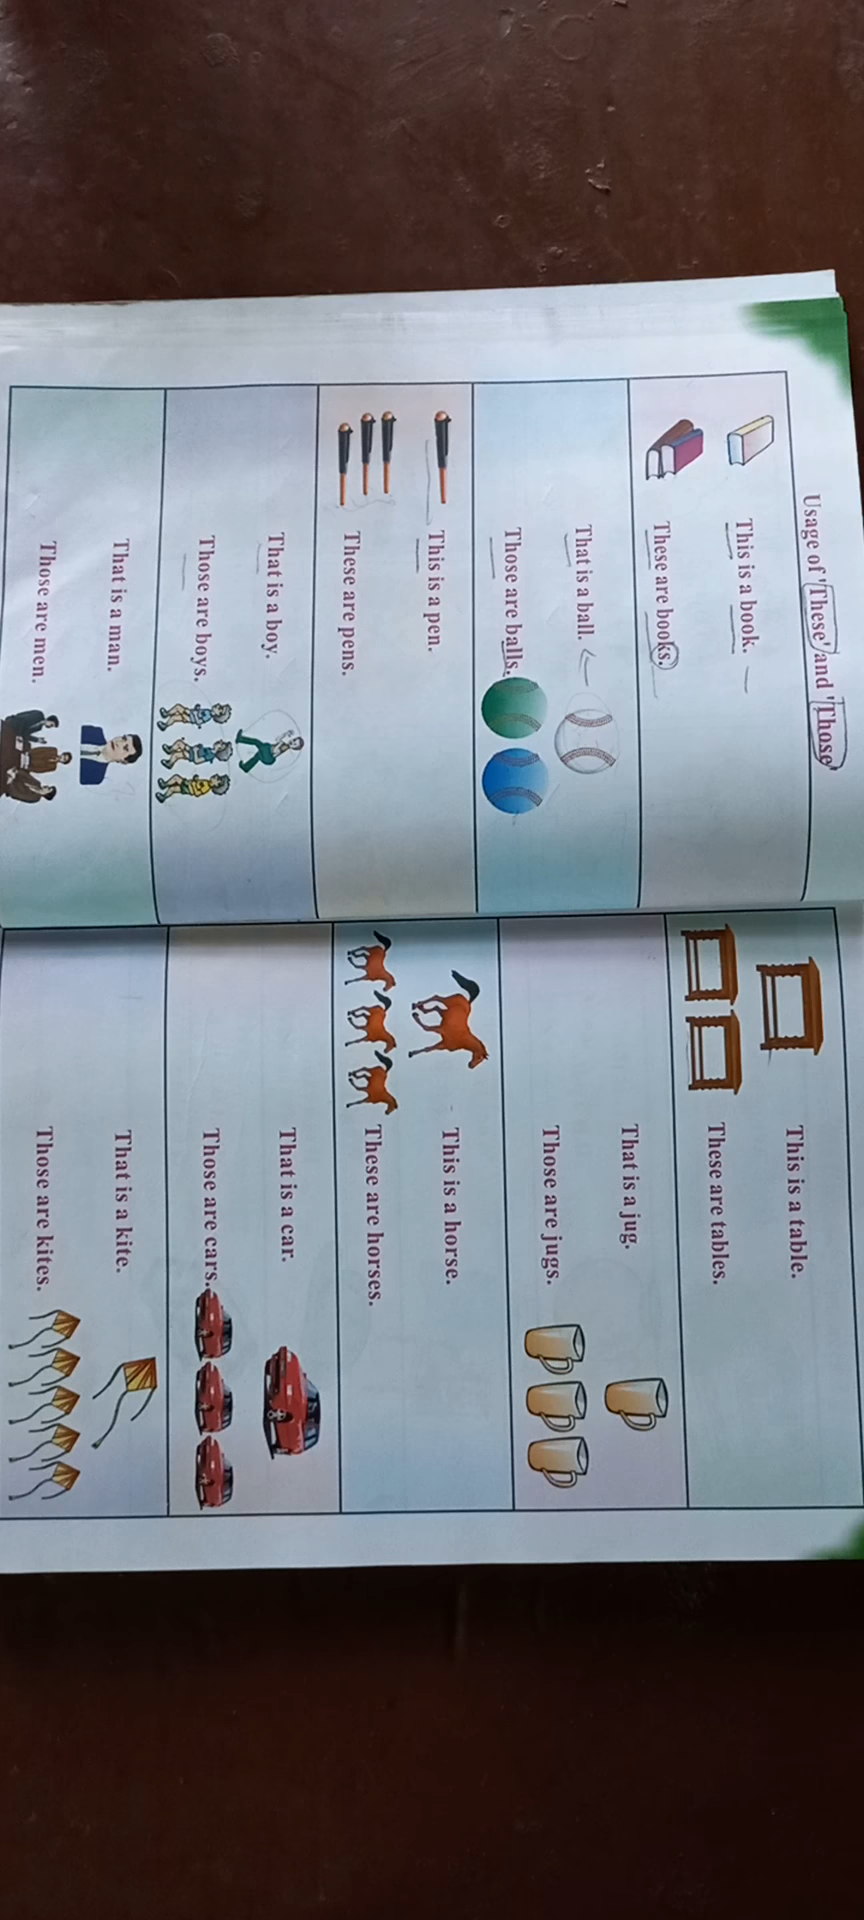 Usage of 'These' and 'Those'
This is a book.
These are books.
That is a ball.
Those are balls.
This is a pen.
These are pens.
That is a boy.
Those are boys.
That is a man.
Those are men.
This is a table.
These are tables.
That is a jug.
Those are jugs.
This is a horse.
These are horses.
That is a car.
Those are cars.
That is a kite.
Those are kites.